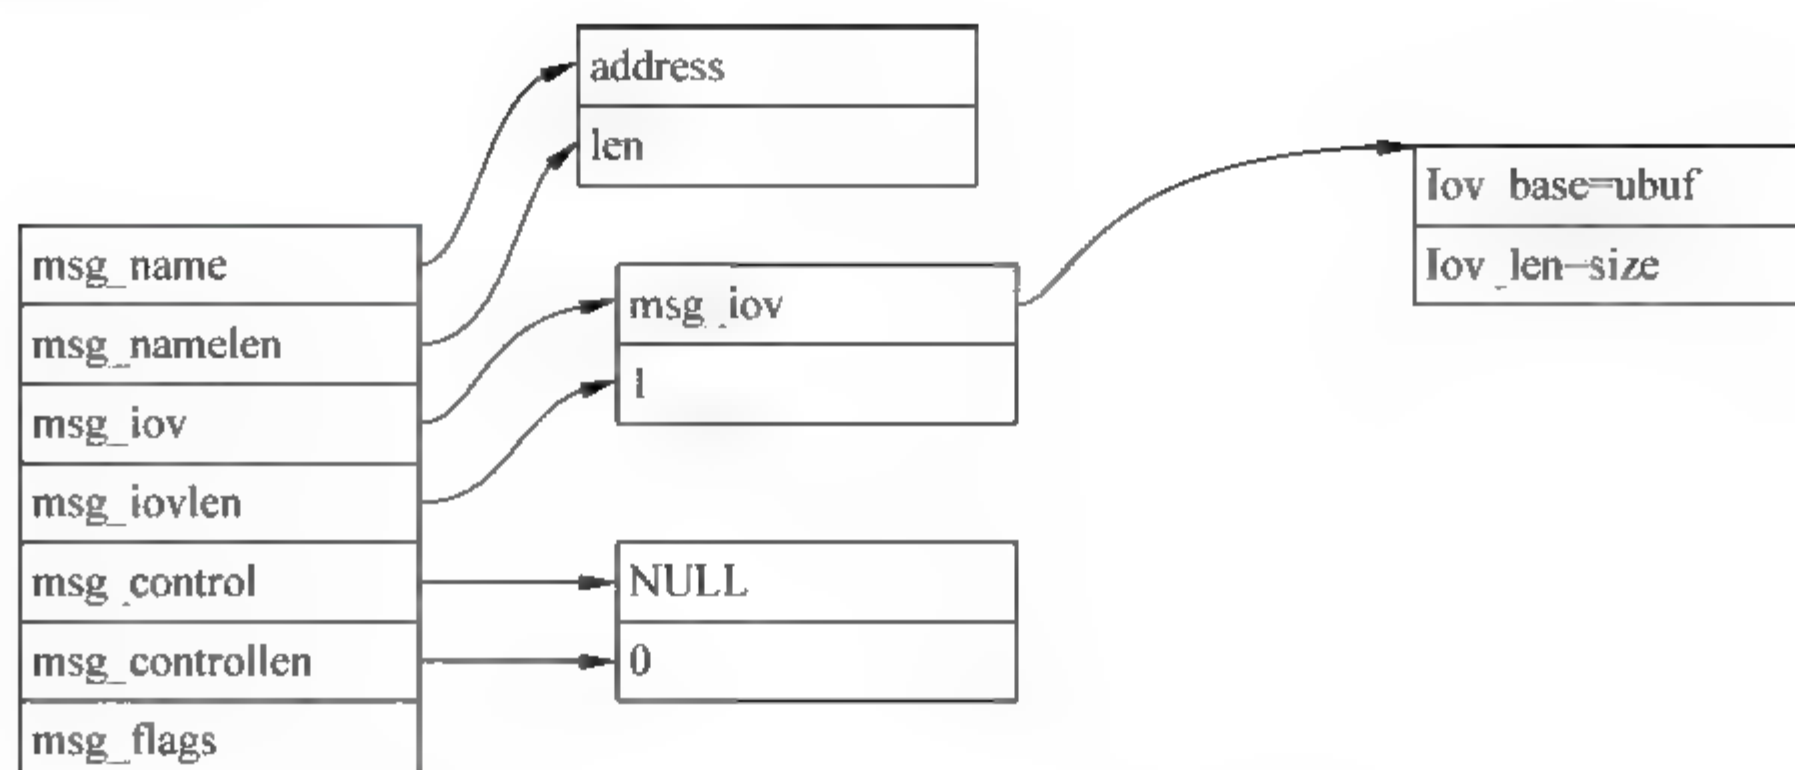 address
len
Iov_base=ubuf
Iov_len=size
msg_name
msg_namelen
msg_iov
msg_iovlen
msg_control
msg_controllen
msg_flags
msg_iov
1
NULL
0